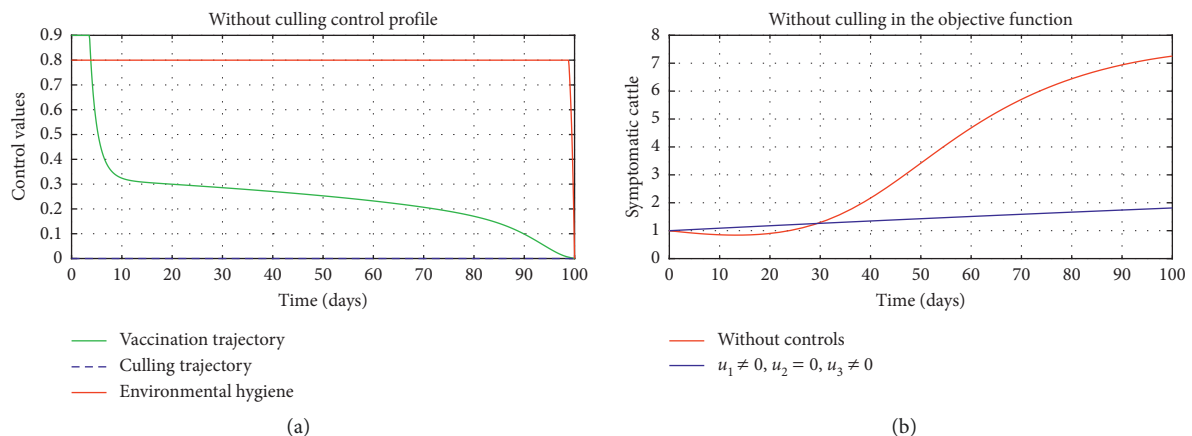 Without culling control profile
0.9
0.8
0.7
0.6
0.5
0.4
0.3
0.2
0.1
0
Control values
0 10 20 30 40 50 60 70 80 90 100
Time (days)
Vaccination trajectory
Culling trajectory
Environmental hygiene
(a)
Without culling in the objective function
8
7
6
5
4
3
2
1
0
Symptomatic cattle
0 10 20 30 40 50 60 70 80 90 100
Time (days)
Without controls
u₁ ≠ 0, u₂ = 0, u₃ ≠ 0
(b)